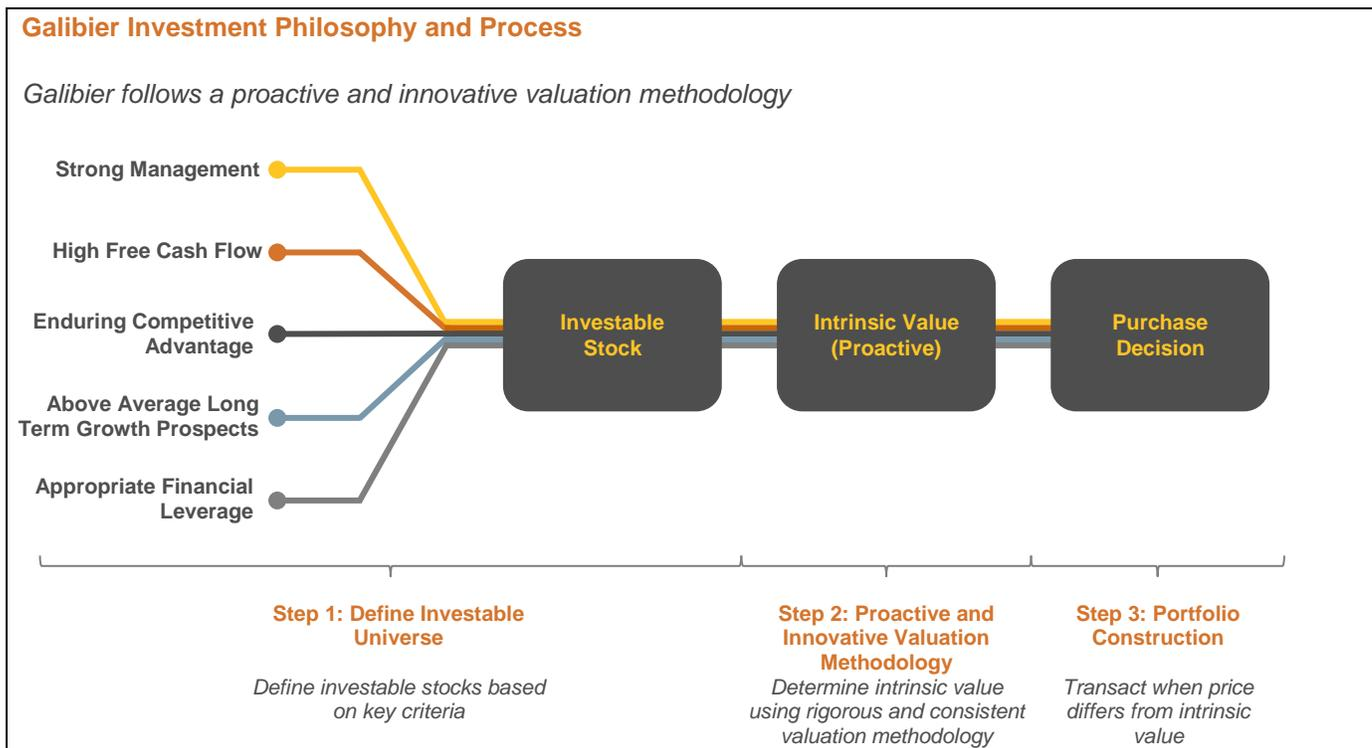 Galibier Investment Philosophy and Process
Galibier follows a proactive and innovative valuation methodology
Strong Management
High Free Cash Flow
Enduring Competitive
Advantage
Above Average Long
Term Growth Prospects
Appropriate Financial
Leverage
Investable
Stock
Intrinsic Value
(Proactive)
Purchase
Decision
Step 1: Define Investable
Universe
Define investable stocks based
on key criteria
Step 2: Proactive and
Innovative Valuation
Methodology
Determine intrinsic value
using rigorous and consistent
valuation methodology
Step 3: Portfolio
Construction
Transact when price
differs from intrinsic
value